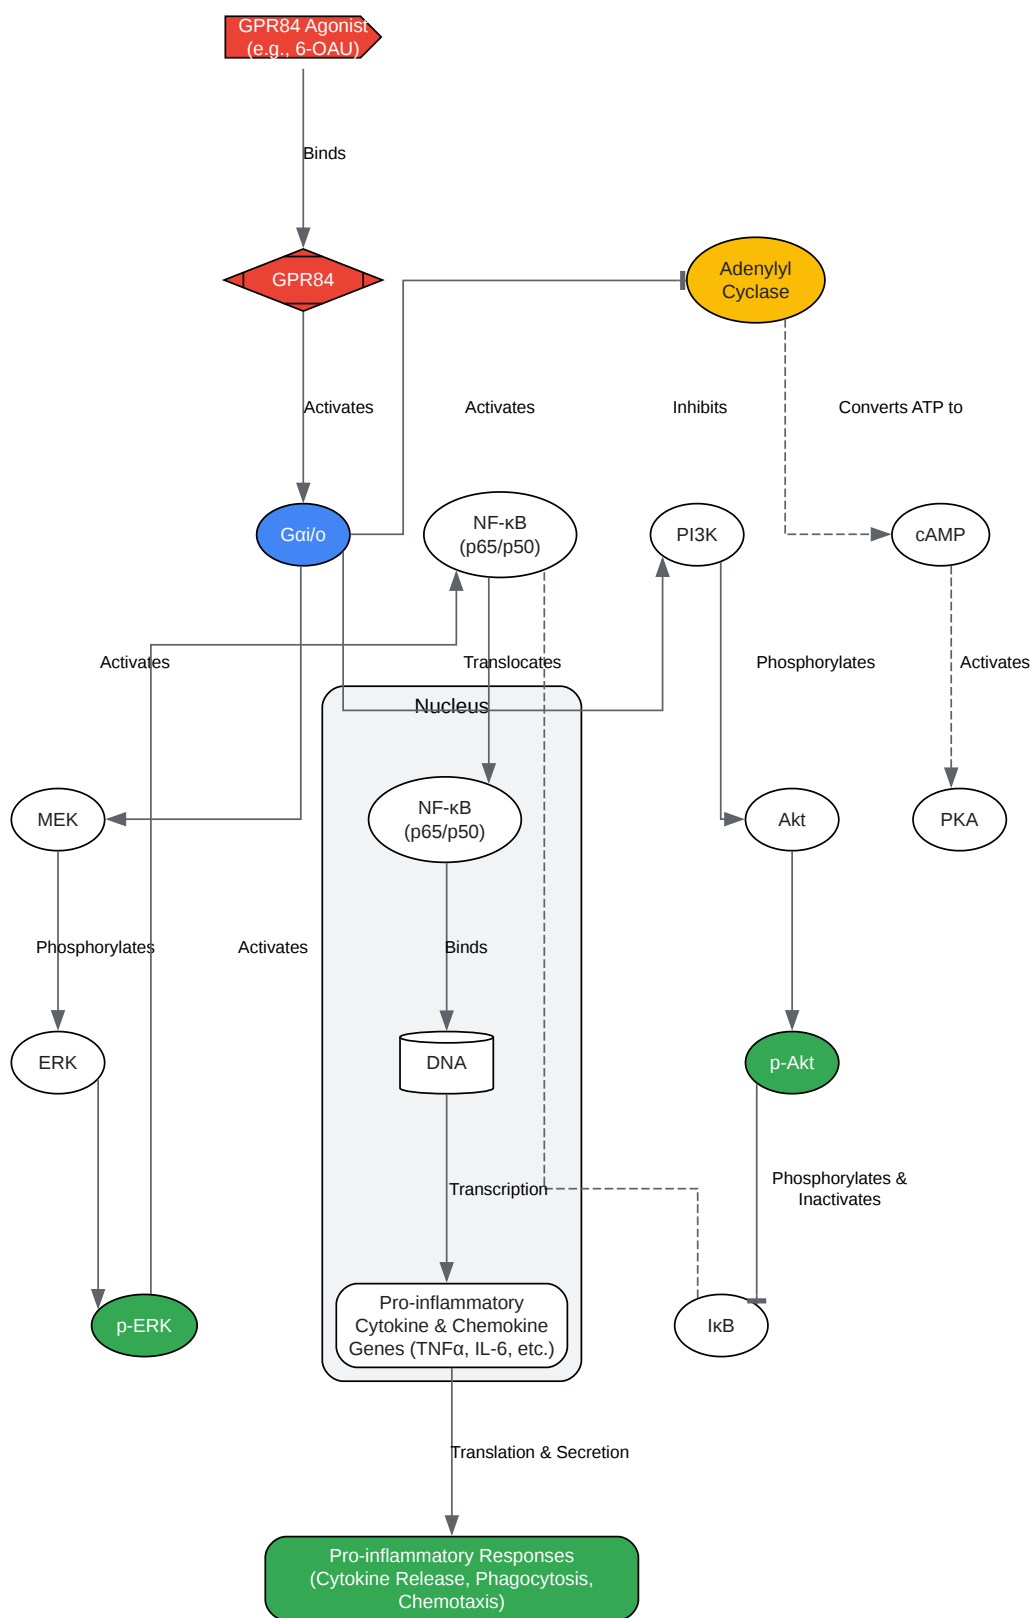 GPR84 Agonist
(e.g., 6-OAU)
Binds
GPR84
Adenylyl
Cyclase
Activates
Activates
Inhibits
Converts ATP to
Gαi/o
NF-κB
(p65/p50)
PI3K
cAMP
Activates
Translocates
Phosphorylates
Activates
Nucleus
MEK
NF-κB
(p65/p50)
Akt
PKA
Phosphorylates
Activates
Binds
ERK
DNA
p-Akt
Transcription
Phosphorylates &
Inactivates
p-ERK
Pro-inflammatory
Cytokine & Chemokine
Genes (TNFα, IL-6, etc.)
IκB
Translation & Secretion
Pro-inflammatory Responses
(Cytokine Release, Phagocytosis,
Chemotaxis)